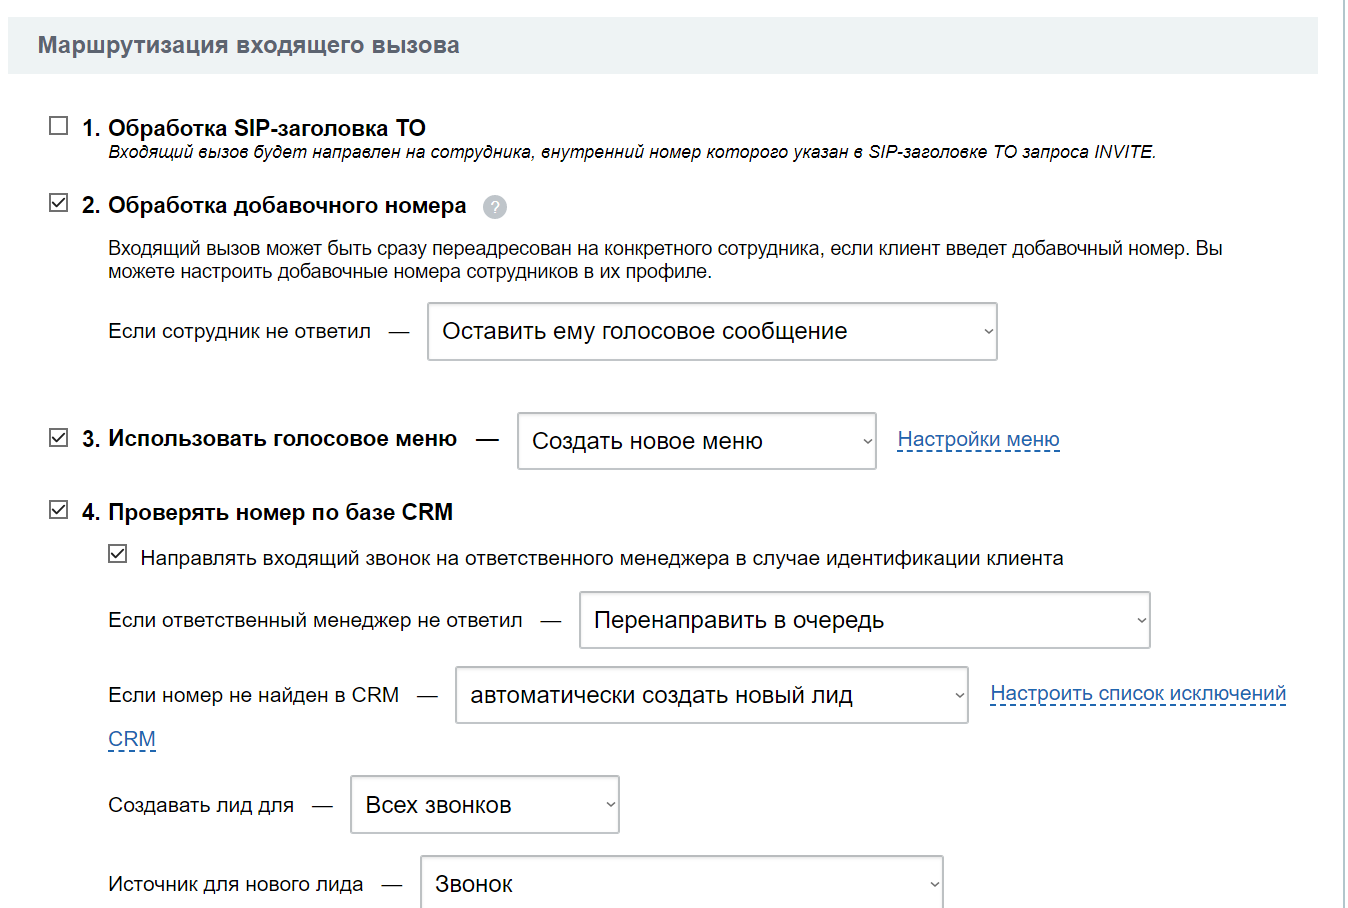 Маршрутизация входящего вызова
1. Обработка SIP-заголовка TO
Входящий вызов будет направлен на сотрудника, внутренний номер которого указан в SIP-заголовке TO запроса INVITE.
2. Обработка добавочного номера ?
Входящий вызов может быть сразу переадресован на конкретного сотрудника, если клиент введет добавочный номер. Вы
можете настроить добавочные номера сотрудников в их профиле.
Если сотрудник не ответил — Оставить ему голосовое сообщение
3. Использовать голосовое меню — Создать новое меню Настройки меню
4. Проверять номер по базе CRM
Направлять входящий звонок на ответственного менеджера в случае идентификации клиента
Если ответственный менеджер не ответил — Перенаправить в очередь
Если номер не найден в CRM — автоматически создать новый лид Настроить список исключений
CRM
Создавать лид для — Всех звонков
Источник для нового лида — Звонок